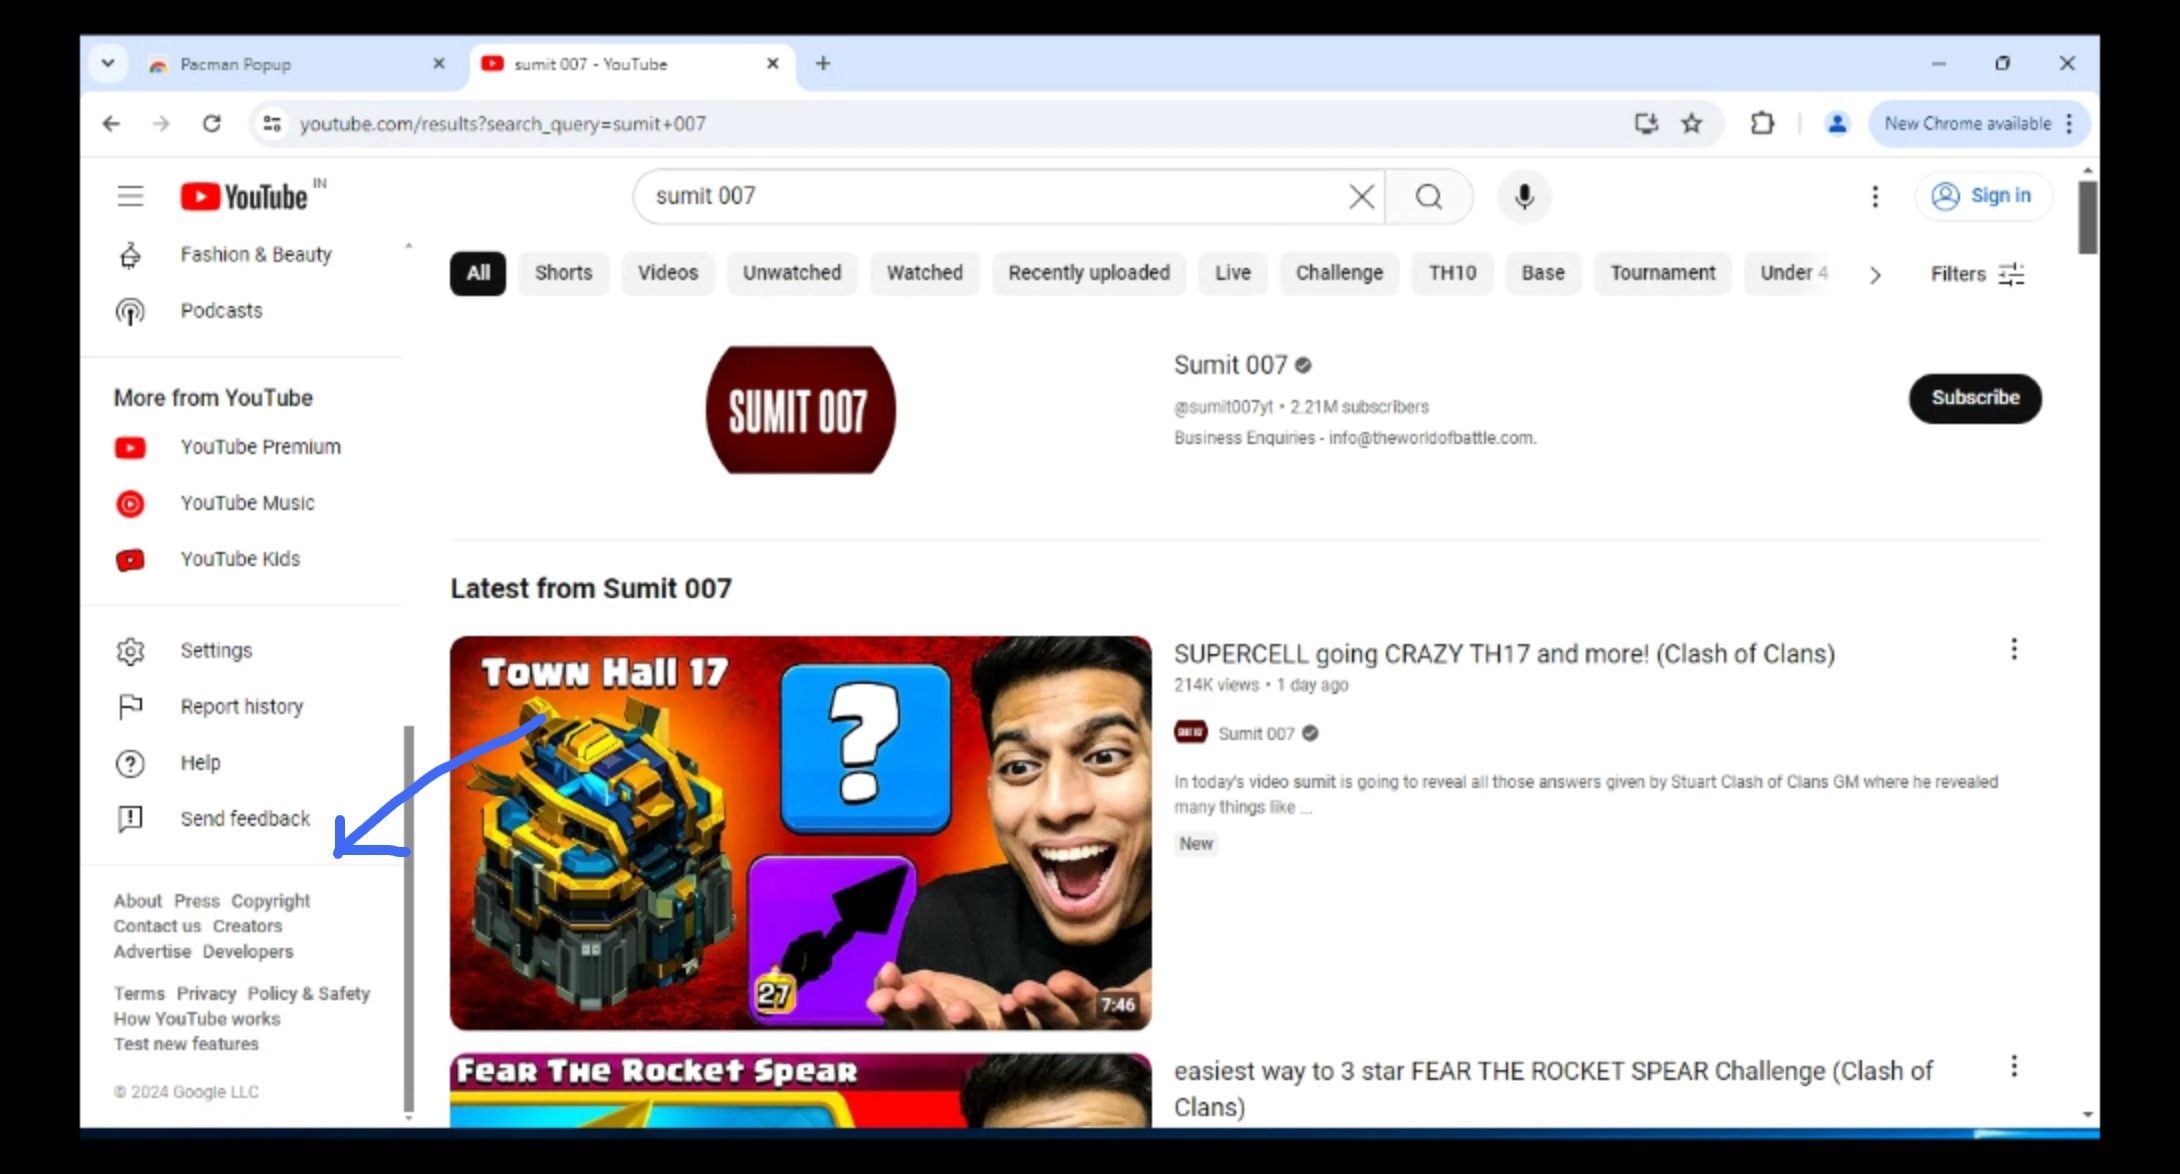 Pacman Popup
sumit 007 - YouTube
youtube.com/results?search_query=sumit+007
New Chrome available
YouTube IN
sumit 007
Sign in
Fashion & Beauty
Podcasts
More from YouTube
YouTube Premium
YouTube Music
YouTube Kids
Settings
Report history
Help
Send feedback
About Press Copyright
Contact us Creators
Advertise Developers
Terms Privacy Policy & Safety
How YouTube works
Test new features
© 2024 Google LLC
All Shorts Videos Unwatched Watched Recently uploaded Live Challenge TH10 Base Tournament Under 4
Filters
SUMIT 007
Sumit 007
@sumit007yt • 2.21M subscribers
Business Enquiries - info@theworldofbattle.com.
Subscribe
Latest from Sumit 007
Town Hall 17
?
27
7:46
SUPERCELL going CRAZY TH17 and more! (Clash of Clans)
214K views • 1 day ago
Sumit 007
In today's video sumit is going to reveal all those answers given by Stuart Clash of Clans GM where he revealed
many things like ...
New
Fear The Rocket Spear
easiest way to 3 star FEAR THE ROCKET SPEAR Challenge (Clash of
Clans)